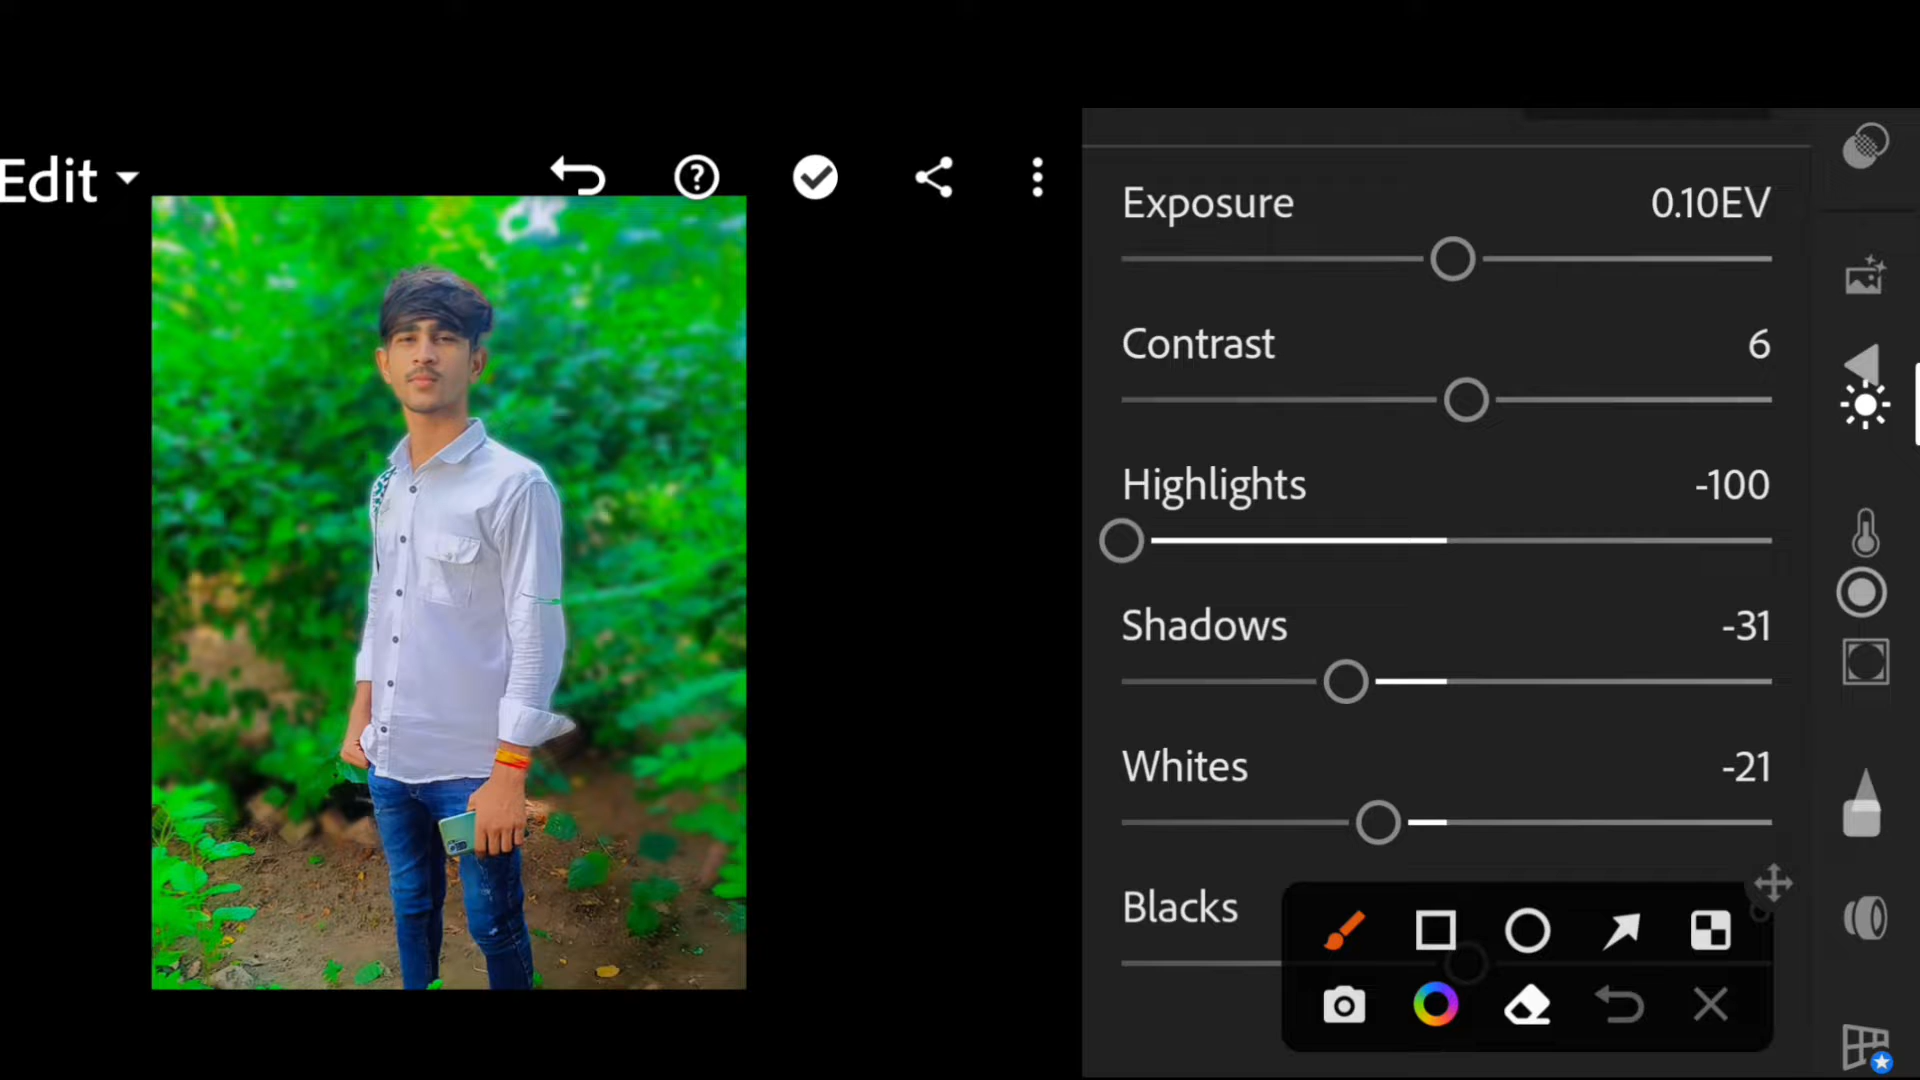 Edit
Exposure 0.10EV
Contrast 6
Highlights -100
Shadows -31
Whites -21
Blacks